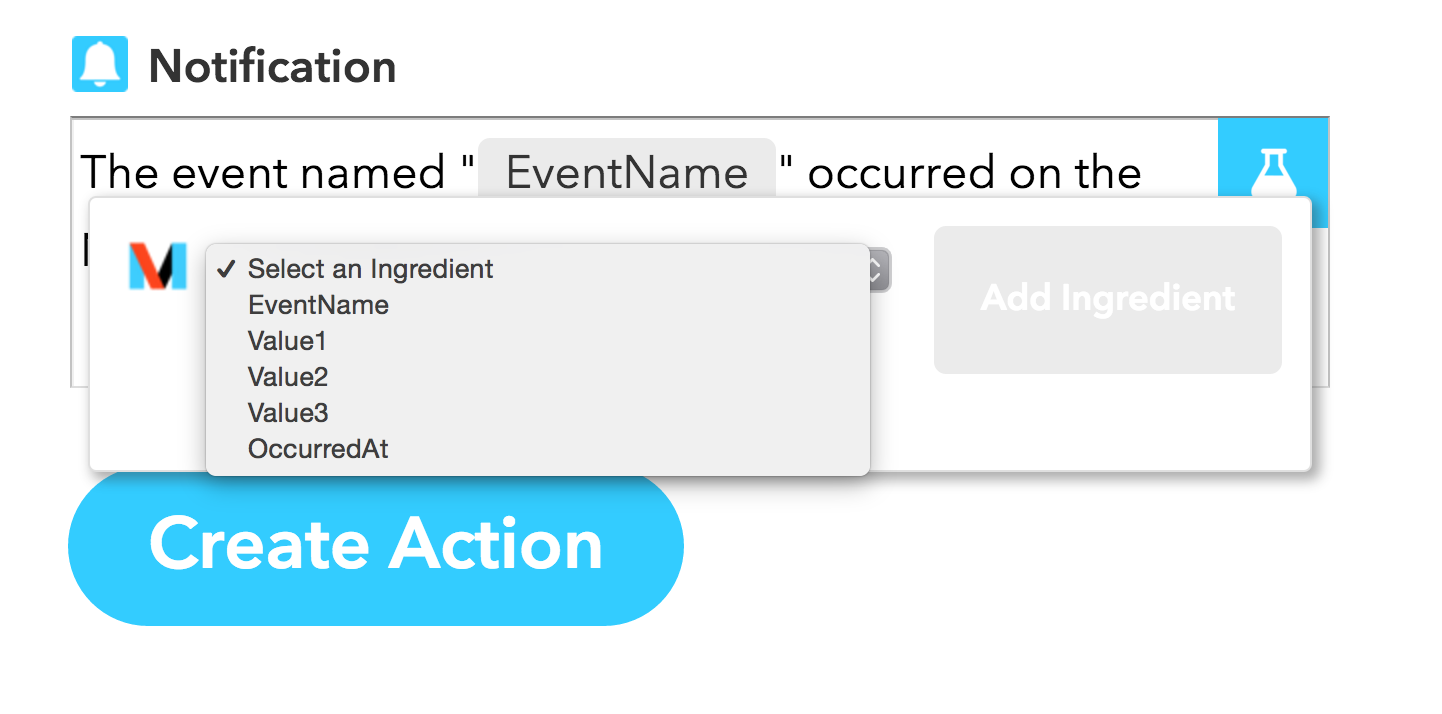 Notification
The event named " EventName " occurred on the
✓ Select an Ingredient
EventName
Value1
Value2
Value3
OccurredAt
Add Ingredient
Create Action